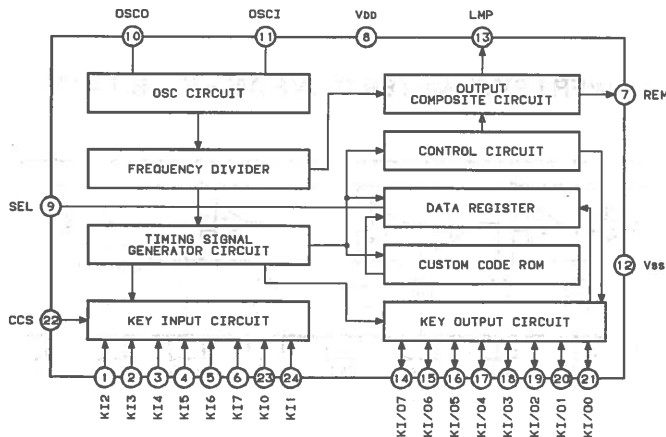 OSCO OSCI VDD LMP
10 11 8 13
OSC CIRCUIT
OUTPUT
COMPOSITE CIRCUIT
7 REM
FREQUENCY DIVIDER
CONTROL CIRCUIT
SEL 9
DATA REGISTER
TIMING SIGNAL
GENERATOR CIRCUIT
CUSTOM CODE ROM
12 VSS
CCS 22
KEY INPUT CIRCUIT
KEY OUTPUT CIRCUIT
1 2 3 4 5 6 23 24
14 15 16 17 18 19 20 21
KI2 KI3 KI4 KI5 KI6 KI7 KI0 KI1
KI/O7 KI/O6 KI/O5 KI/O4 KI/O3 KI/O2 KI/O1 KI/O0